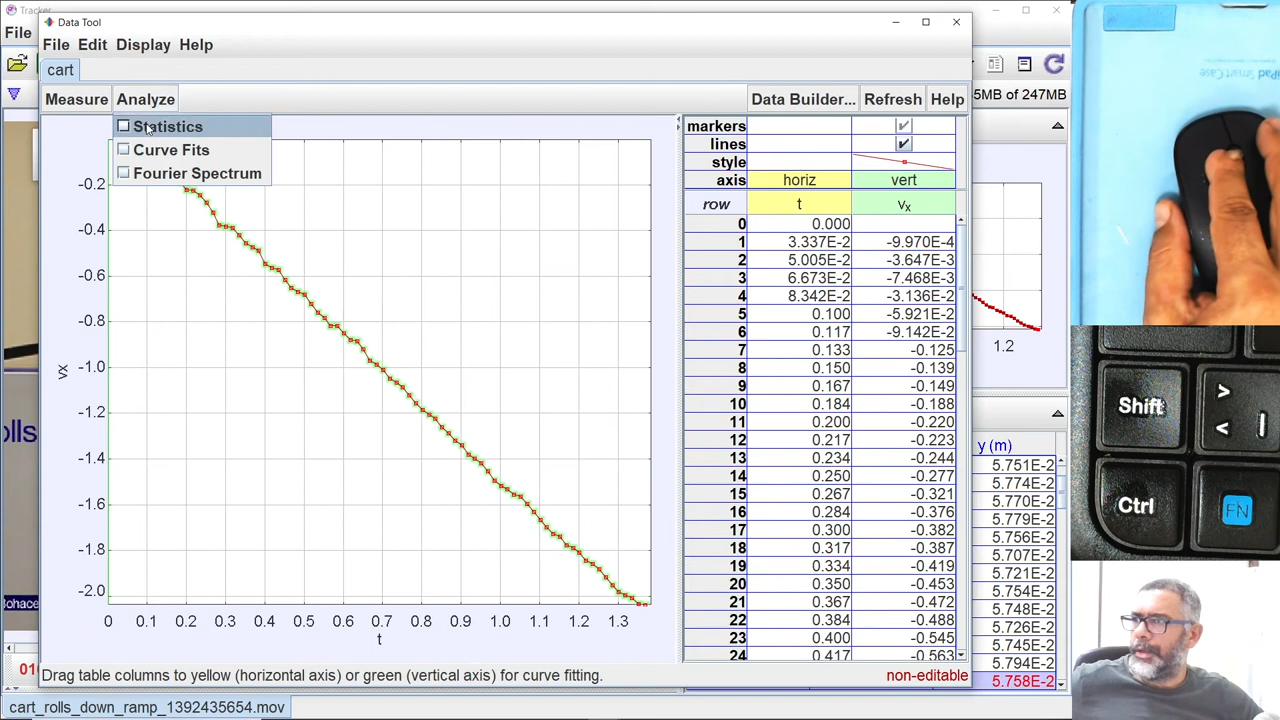 Tracker
File
Data Tool
File Edit Display Help
cart
Measure Analyze
Data Builder... Refresh Help
5MB of 247MB
Statistics
Curve Fits
Fourier Spectrum
-0.2
-0.4
-0.6
-0.8
-1.0
-1.2
-1.4
-1.6
-1.8
-2.0
vx
0 0.1 0.2 0.3 0.4 0.5 0.6 0.7 0.8 0.9 1.0 1.1 1.2 1.3
t
markers
lines
style
axis horiz vert
row t vx
0 0.000
1 3.337E-2 -9.970E-4
2 5.005E-2 -3.647E-3
3 6.673E-2 -7.468E-3
4 8.342E-2 -3.136E-2
5 0.100 -5.921E-2
6 0.117 -9.142E-2
7 0.133 -0.125
8 0.150 -0.139
9 0.167 -0.149
10 0.184 -0.188
11 0.200 -0.220
12 0.217 -0.223
13 0.234 -0.244
14 0.250 -0.277
15 0.267 -0.321
16 0.284 -0.376
17 0.300 -0.382
18 0.317 -0.387
19 0.334 -0.419
20 0.350 -0.453
21 0.367 -0.472
22 0.384 -0.488
23 0.400 -0.545
24 0.417 -0.563
1.2
y (m)
5.751E-2
5.774E-2
5.770E-2
5.779E-2
5.756E-2
5.707E-2
5.721E-2
5.754E-2
5.748E-2
5.726E-2
5.745E-2
5.794E-2
5.758E-2
olls
Bohace
01
Drag table columns to yellow (horizontal axis) or green (vertical axis) for curve fitting.
non-editable
cart_rolls_down_ramp_1392435654.mov
iPad Smart Case
Shift
>
<
|
Ctrl
FN